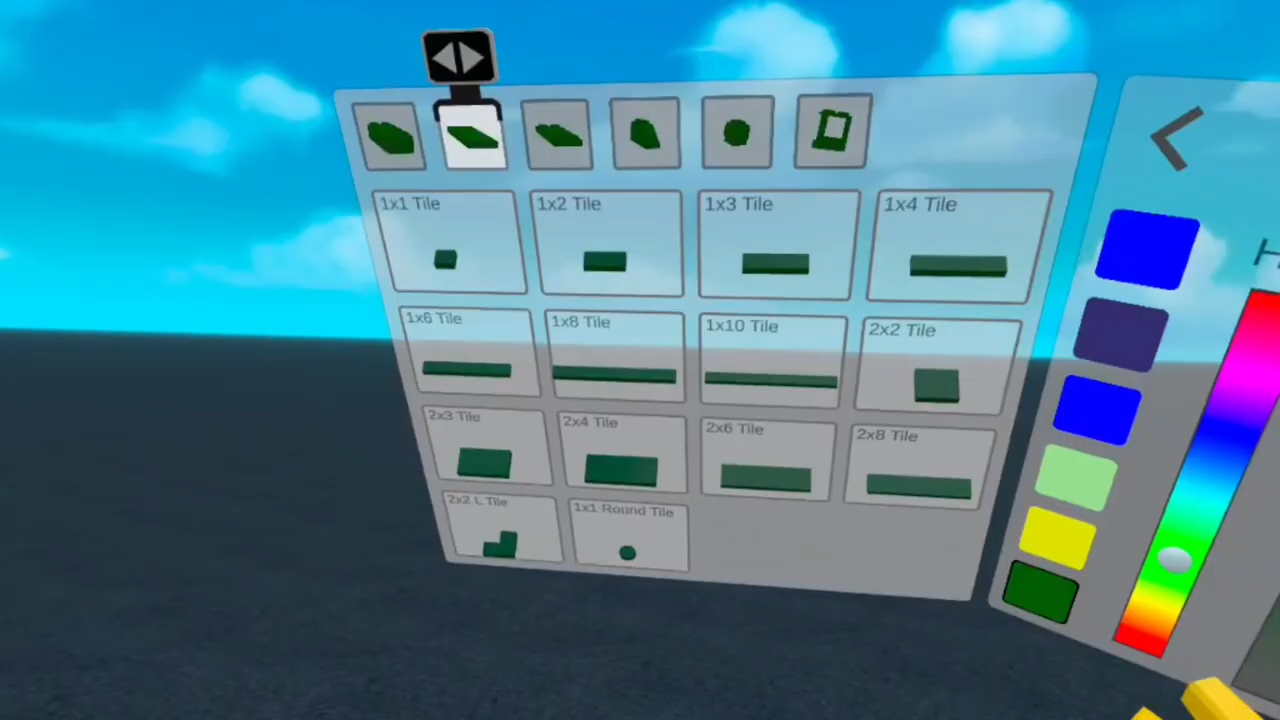 1x1 Tile
1x2 Tile
1x3 Tile
1x4 Tile
1x6 Tile
1x8 Tile
1x10 Tile
2x2 Tile
2x3 Tile
2x4 Tile
2x6 Tile
2x8 Tile
2x2 L Tile
1x1 Round Tile